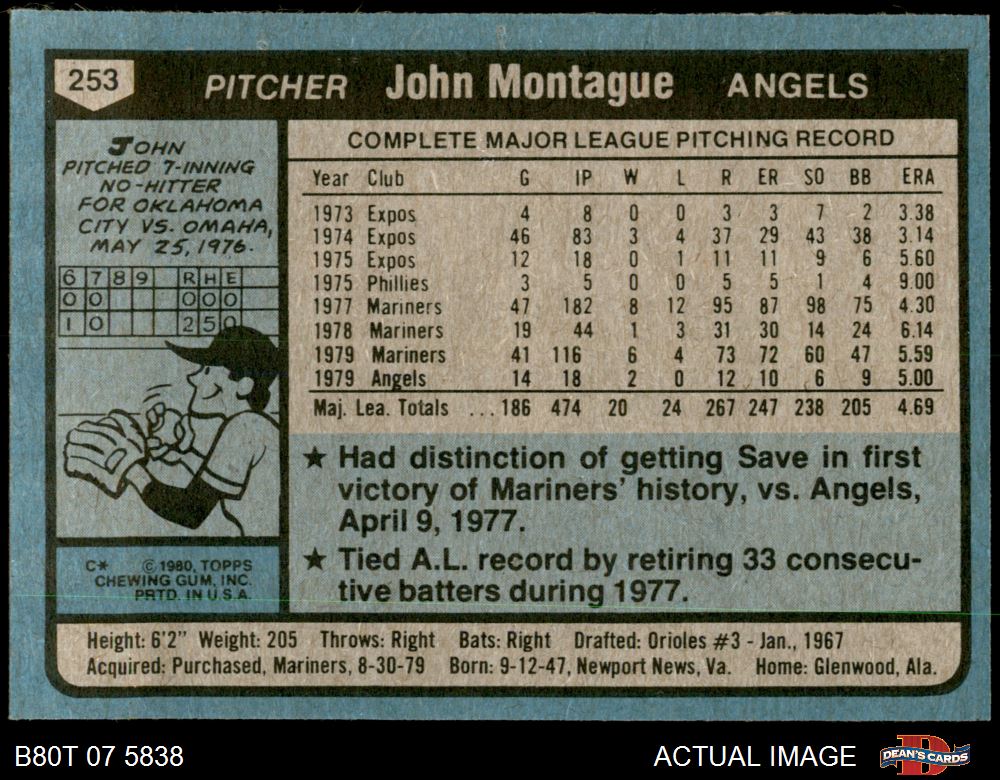 253 PITCHER John Montague ANGELS
JOHN
PITCHED 7-INNING
NO-HITTER
FOR OKLAHOMA
CITY VS. OMAHA,
MAY 25, 1976.
6 7 8 9 R H E
0 0 0 0 0
1 0 2 5 0
C* © 1980, TOPPS
CHEWING GUM, INC.
PRTD. IN U.S.A.
COMPLETE MAJOR LEAGUE PITCHING RECORD
Year Club G IP W L R ER SO BB ERA
1973 Expos 4 8 0 0 3 3 7 2 3.38
1974 Expos 46 83 3 4 37 29 43 38 3.14
1975 Expos 12 18 0 1 11 11 9 6 5.60
1975 Phillies 3 5 0 0 5 5 1 4 9.00
1977 Mariners 47 182 8 12 95 87 98 75 4.30
1978 Mariners 19 44 1 3 31 30 14 24 6.14
1979 Mariners 41 116 6 4 73 72 60 47 5.59
1979 Angels 14 18 2 0 12 10 6 9 5.00
Maj. Lea. Totals ...186 474 20 24 267 247 238 205 4.69
★ Had distinction of getting Save in first
victory of Mariners' history, vs. Angels,
April 9, 1977.
★ Tied A.L. record by retiring 33 consecu-
tive batters during 1977.
Height: 6'2" Weight: 205 Throws: Right Bats: Right Drafted: Orioles #3 - Jan., 1967
Acquired: Purchased, Mariners, 8-30-79 Born: 9-12-47, Newport News, Va. Home: Glenwood, Ala.
B80T 07 5838 ACTUAL IMAGE DEAN'S CARDS